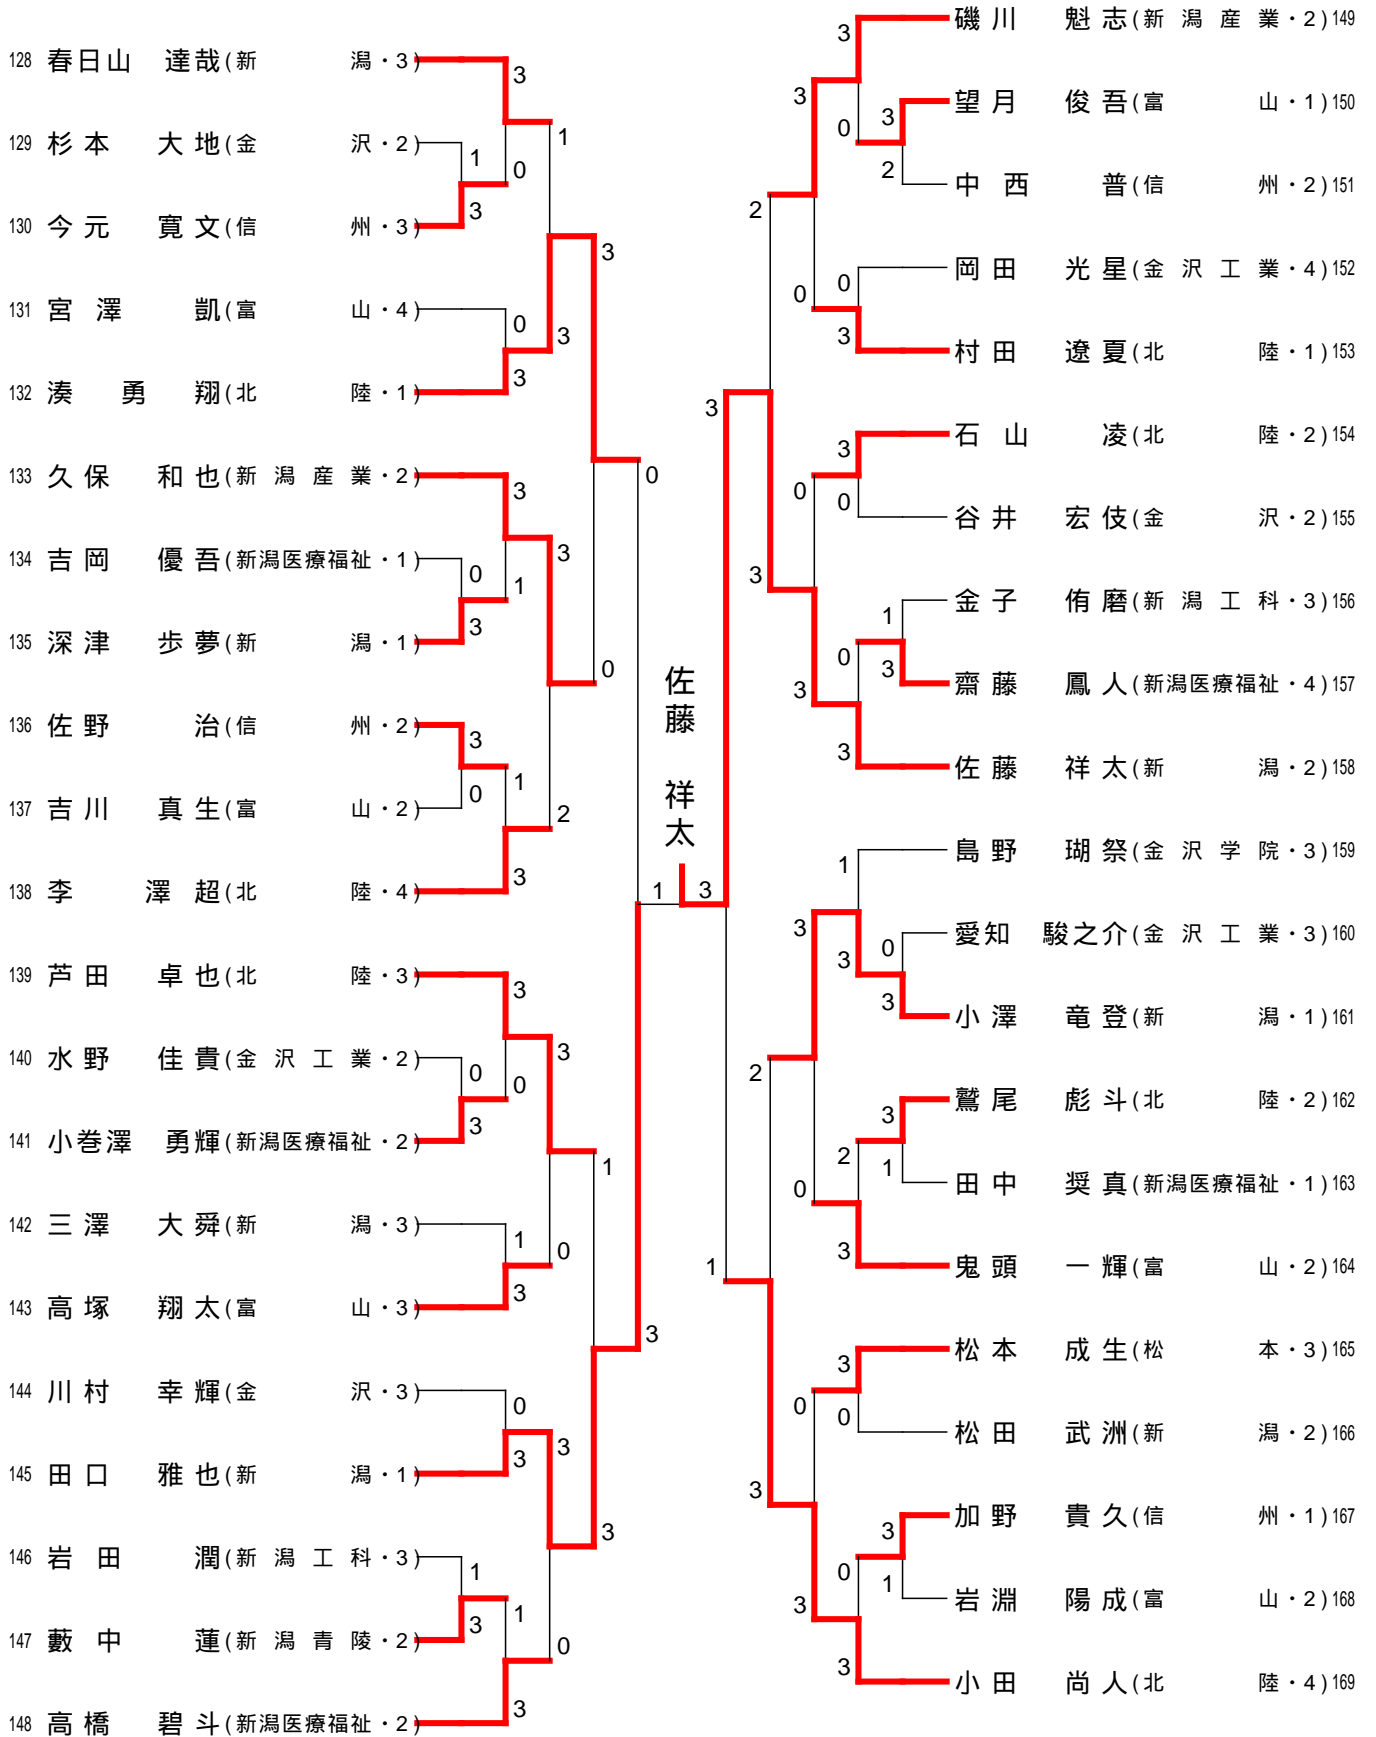 128 春日山 達哉(新 潟・3)
129 杉本 大地(金 沢・2)
130 今元 寛文(信 州・3)
131 宮澤 凱(富 山・4)
132 湊 勇翔(北 陸・1)
133 久保 和也(新潟産業・2)
134 吉岡 優吾(新潟医療福祉・1)
135 深津 歩夢(新 潟・1)
136 佐野 治(信 州・2)
137 吉川 真生(富 山・2)
138 李 澤超(北 陸・4)
139 芦田 卓也(北 陸・3)
140 水野 佳貴(金沢工業・2)
141 小巻澤 勇輝(新潟医療福祉・2)
142 三澤 大舜(新 潟・3)
143 高塚 翔太(富 山・3)
144 川村 幸輝(金 沢・3)
145 田口 雅也(新 潟・1)
146 岩田 潤(新潟工科・3)
147 藪中 蓮(新潟青陵・2)
148 高橋 碧斗(新潟医療福祉・2)
3
1
1
0
3
3
0
3
3
0
3
3
0
1
3
0
3
1
0
2
3
3
3
0
0
3
1
1
0
3
3
0
3
3
3
1
1
3
0
3
佐藤 祥太
1 3
磯川 魁志(新潟産業・2)149
望月 俊吾(富 山・1)150
中西 普(信 州・2)151
岡田 光星(金沢工業・4)152
村田 遼夏(北 陸・1)153
石山 凌(北 陸・2)154
谷井 宏伎(金 沢・2)155
金子 侑磨(新潟工科・3)156
齋藤 鳳人(新潟医療福祉・4)157
佐藤 祥太(新 潟・2)158
島野 瑚祭(金沢学院・3)159
愛知 駿之介(金沢工業・3)160
小澤 竜登(新 潟・1)161
鷲尾 彪斗(北 陸・2)162
田中 奨真(新潟医療福祉・1)163
鬼頭 一輝(富 山・2)164
松本 成生(松 本・3)165
松田 武洲(新 潟・2)166
加野 貴久(信 州・1)167
岩淵 陽成(富 山・2)168
小田 尚人(北 陸・4)169
3
3
3
0
2
2
0
0
3
3
3
0
0
3
1
0
3
3
3
1
3
0
3
3
2
3
2
1
0
3
1
3
0
0
3
3
0
1
3
3